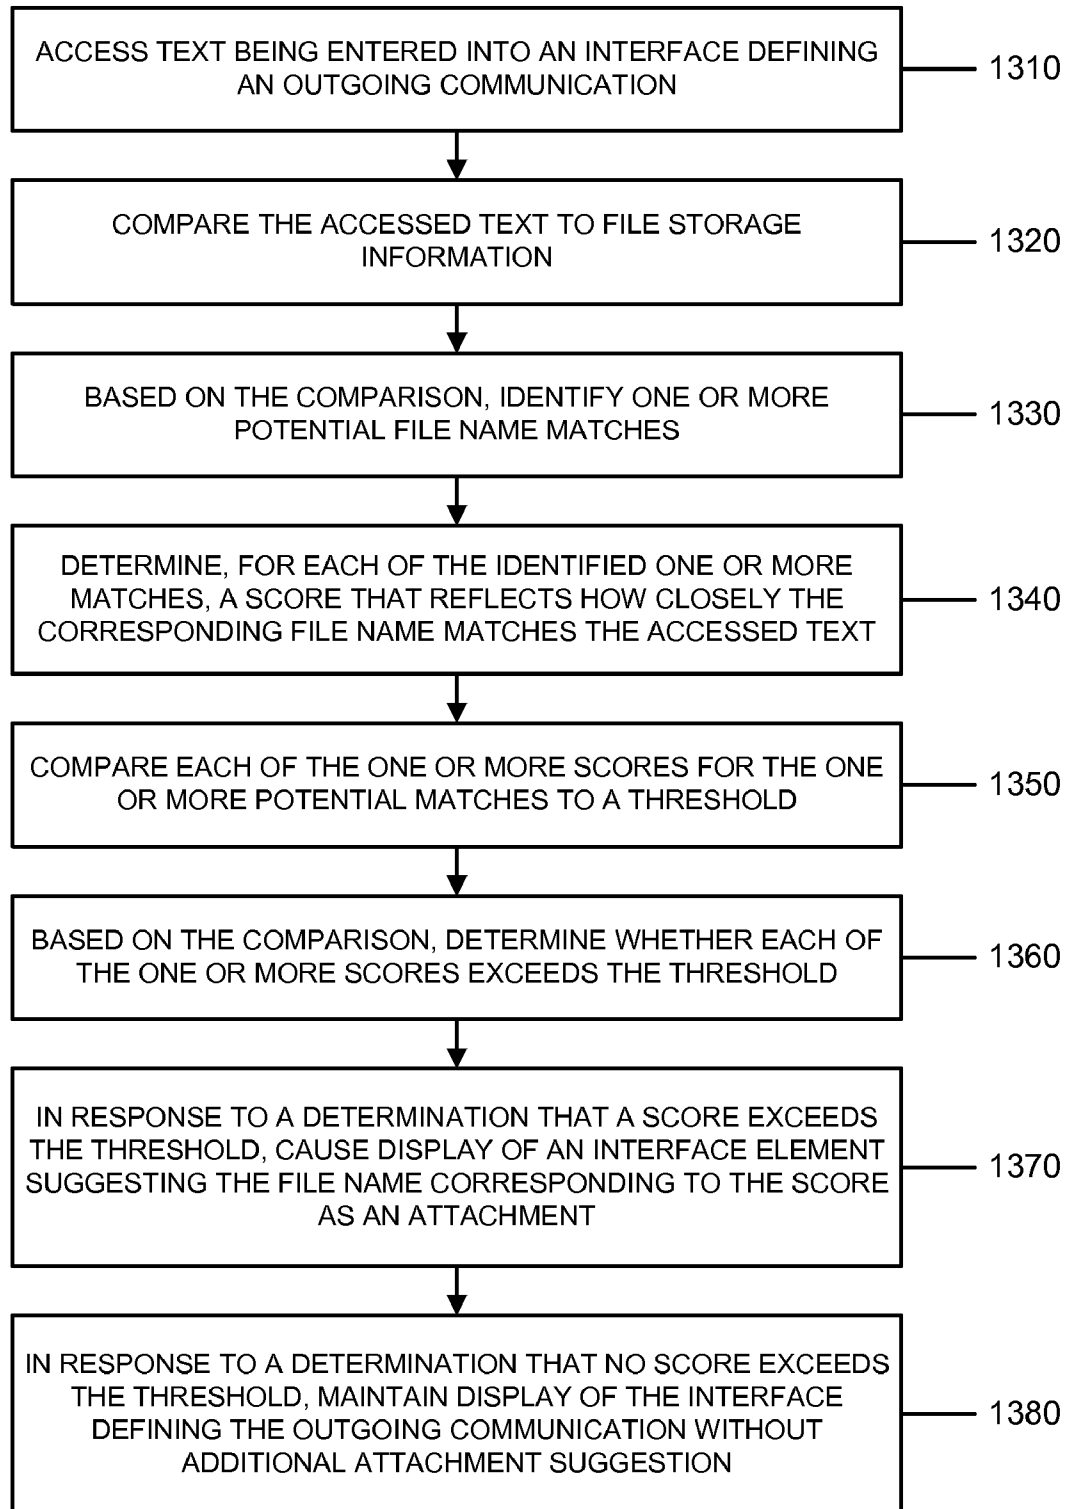 ACCESS TEXT BEING ENTERED INTO AN INTERFACE DEFINING
AN OUTGOING COMMUNICATION
1310
COMPARE THE ACCESSED TEXT TO FILE STORAGE
INFORMATION
1320
BASED ON THE COMPARISON, IDENTIFY ONE OR MORE
POTENTIAL FILE NAME MATCHES
1330
DETERMINE, FOR EACH OF THE IDENTIFIED ONE OR MORE
MATCHES, A SCORE THAT REFLECTS HOW CLOSELY THE
CORRESPONDING FILE NAME MATCHES THE ACCESSED TEXT
1340
COMPARE EACH OF THE ONE OR MORE SCORES FOR THE ONE
OR MORE POTENTIAL MATCHES TO A THRESHOLD
1350
BASED ON THE COMPARISON, DETERMINE WHETHER EACH OF
THE ONE OR MORE SCORES EXCEEDS THE THRESHOLD
1360
IN RESPONSE TO A DETERMINATION THAT A SCORE EXCEEDS
THE THRESHOLD, CAUSE DISPLAY OF AN INTERFACE ELEMENT
SUGGESTING THE FILE NAME CORRESPONDING TO THE SCORE
AS AN ATTACHMENT
1370
IN RESPONSE TO A DETERMINATION THAT NO SCORE EXCEEDS
THE THRESHOLD, MAINTAIN DISPLAY OF THE INTERFACE
DEFINING THE OUTGOING COMMUNICATION WITHOUT
ADDITIONAL ATTACHMENT SUGGESTION
1380